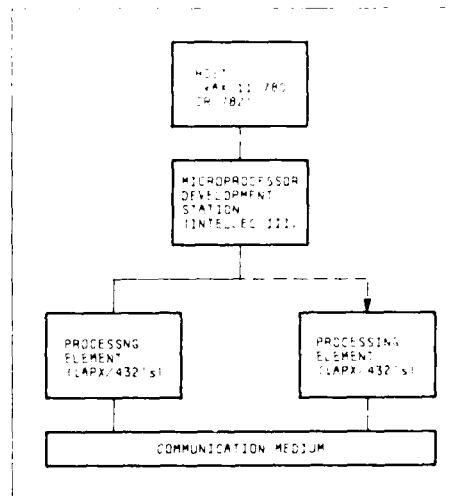 HOST
(VAX 11/780
OR 782)
MICROPROCESSOR
DEVELOPMENT
STATION
(INTELLEC III)
PROCESSNG
ELEMENT
(iAPX/432's)
PROCESSING
ELEMENT
(iAPX/432's)
COMMUNICATION MEDIUM